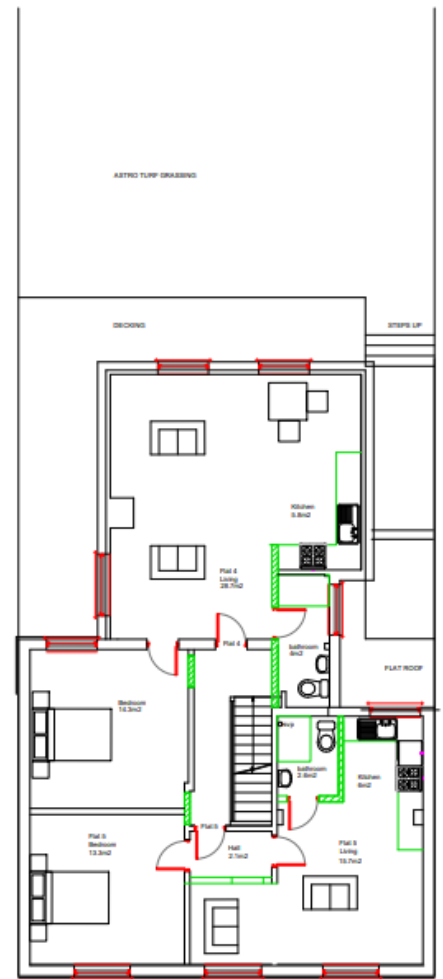 ASTRO TURF GRASSING
DECKING
STEPS UP
Kitchen
5.8m2
Flat 4
Living
28.7m2
Flat 4
bathroom
4m2
FLAT ROOF
Bedroom
14.3m2
svp
bathroom
2.6m2
Kitchen
6m2
Flat 5
Flat 5
Bedroom
13.3m2
Hall
2.1m2
Flat 5
Living
15.7m2